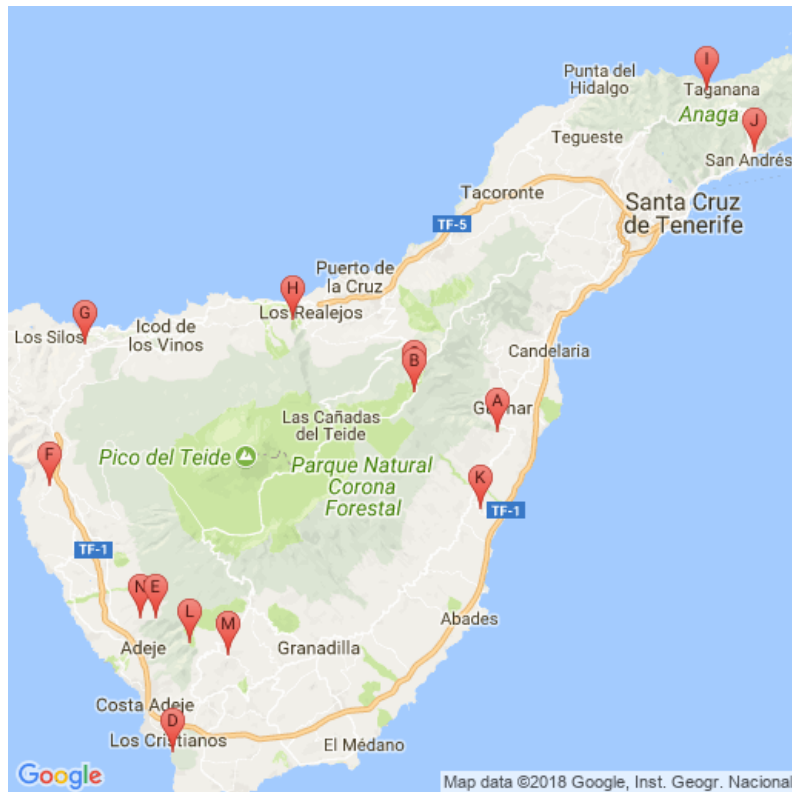 I
Punta del
Hidalgo
Taganana
Anaga
J
Tegueste
San Andrés
Tacoronte
Santa Cruz
de Tenerife
TF-5
Puerto de
la Cruz
H
Los Realejos
G
Icod de
los Vinos
Los Silos
Candelaria
B
A
Las Cañadas
del Teide
F
Pico del Teide
Parque Natural
Corona
Forestal
K
TF-1
TF-1
N
E
L
M
Abades
Adeje
Granadilla
Costa Adeje
D
Los Cristianos
El Médano
Google
Map data ©2018 Google, Inst. Geogr. Nacional